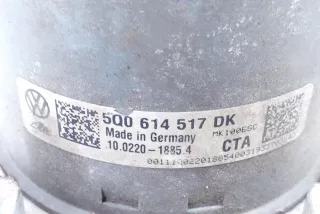 5Q0 614 517 DK
Made in Germany
MK100ESC
10.0220-1885.4
CTA